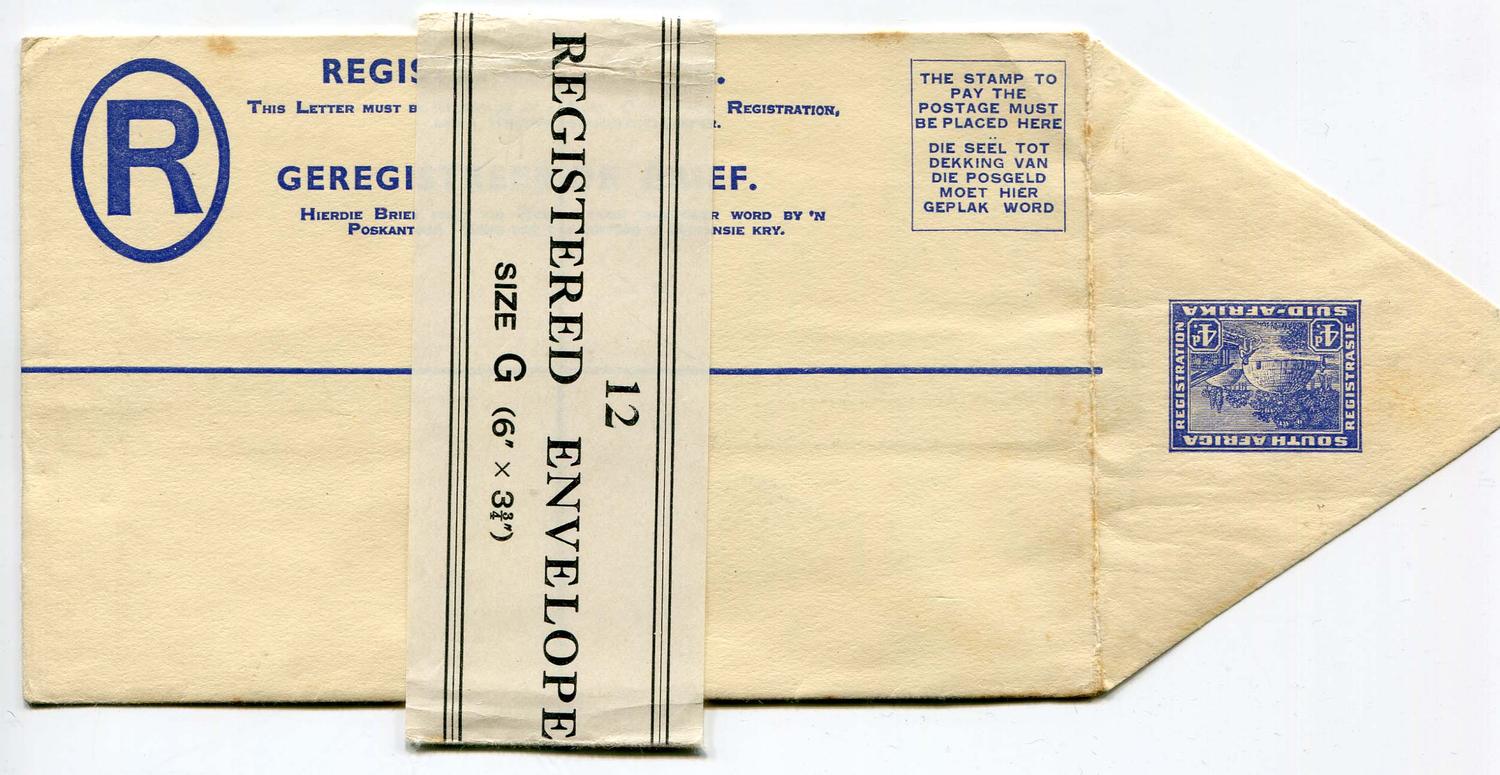 R
REGIS
.
THIS LETTER MUST B REGISTRATION,
R.
GEREGI EF.
HIERDIE BRIEF R WORD BY 'N
POSKANT NSIE KRY.
THE STAMP TO
PAY THE
POSTAGE MUST
BE PLACED HERE
DIE SEËL TOT
DEKKING VAN
DIE POSGELD
MOET HIER
GEPLAK WORD
12
REGISTERED ENVELOPE
SIZE G (6" × 3¾")
SOUTH AFRICA
REGISTRASIE
REGISTRATION
4d
4d
SUID-AFRIKA